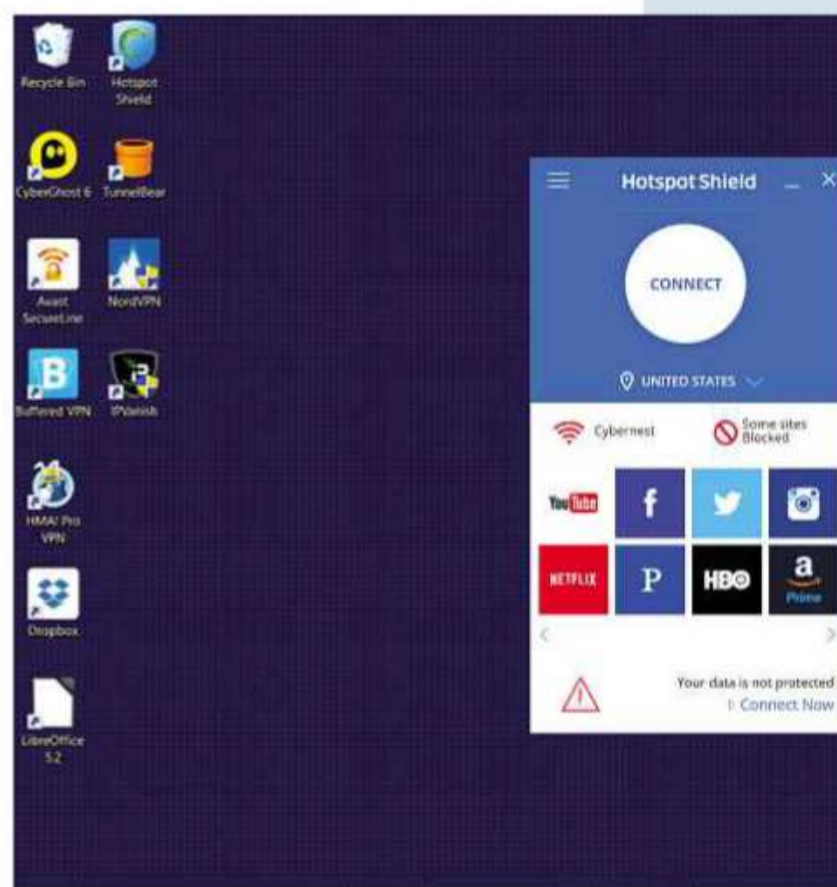 Recycle Bin
Hotspot
Shield
CyberGhost 6
TunnelBear
Avast
SecureLine
NordVPN
B
Buffered VPN
IPVanish
HMA! Pro
VPN
Dropbox
LibreOffice
5.2
Hotspot Shield
CONNECT
UNITED STATES
Cybernest
Some sites
Blocked
YouTube
f
NETFLIX
P
HBO
a
Prime
Your data is not protected
Connect Now